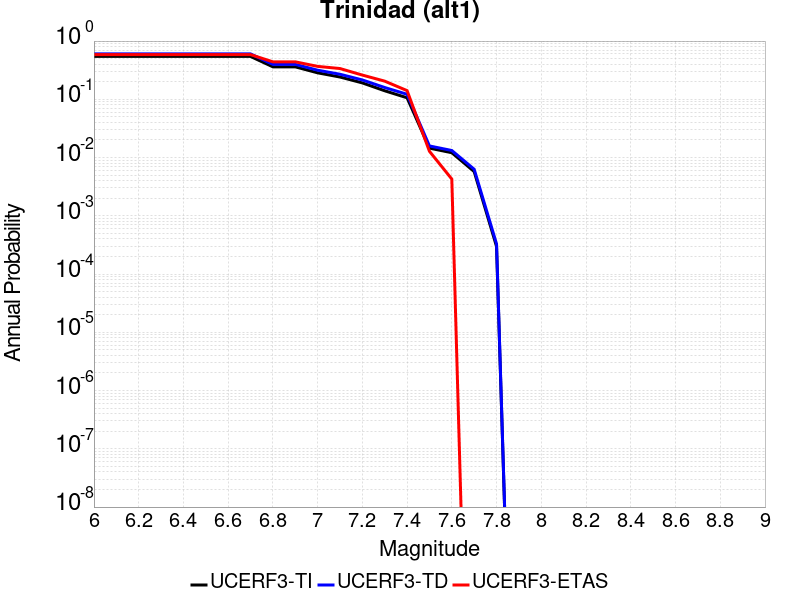 Trinidad (alt1)
10^0
10^-1
10^-2
10^-3
10^-4
10^-5
10^-6
10^-7
10^-8
Annual Probability
6 6.2 6.4 6.6 6.8 7 7.2 7.4 7.6 7.8 8 8.2 8.4 8.6 8.8 9
Magnitude
UCERF3-TI UCERF3-TD UCERF3-ETAS